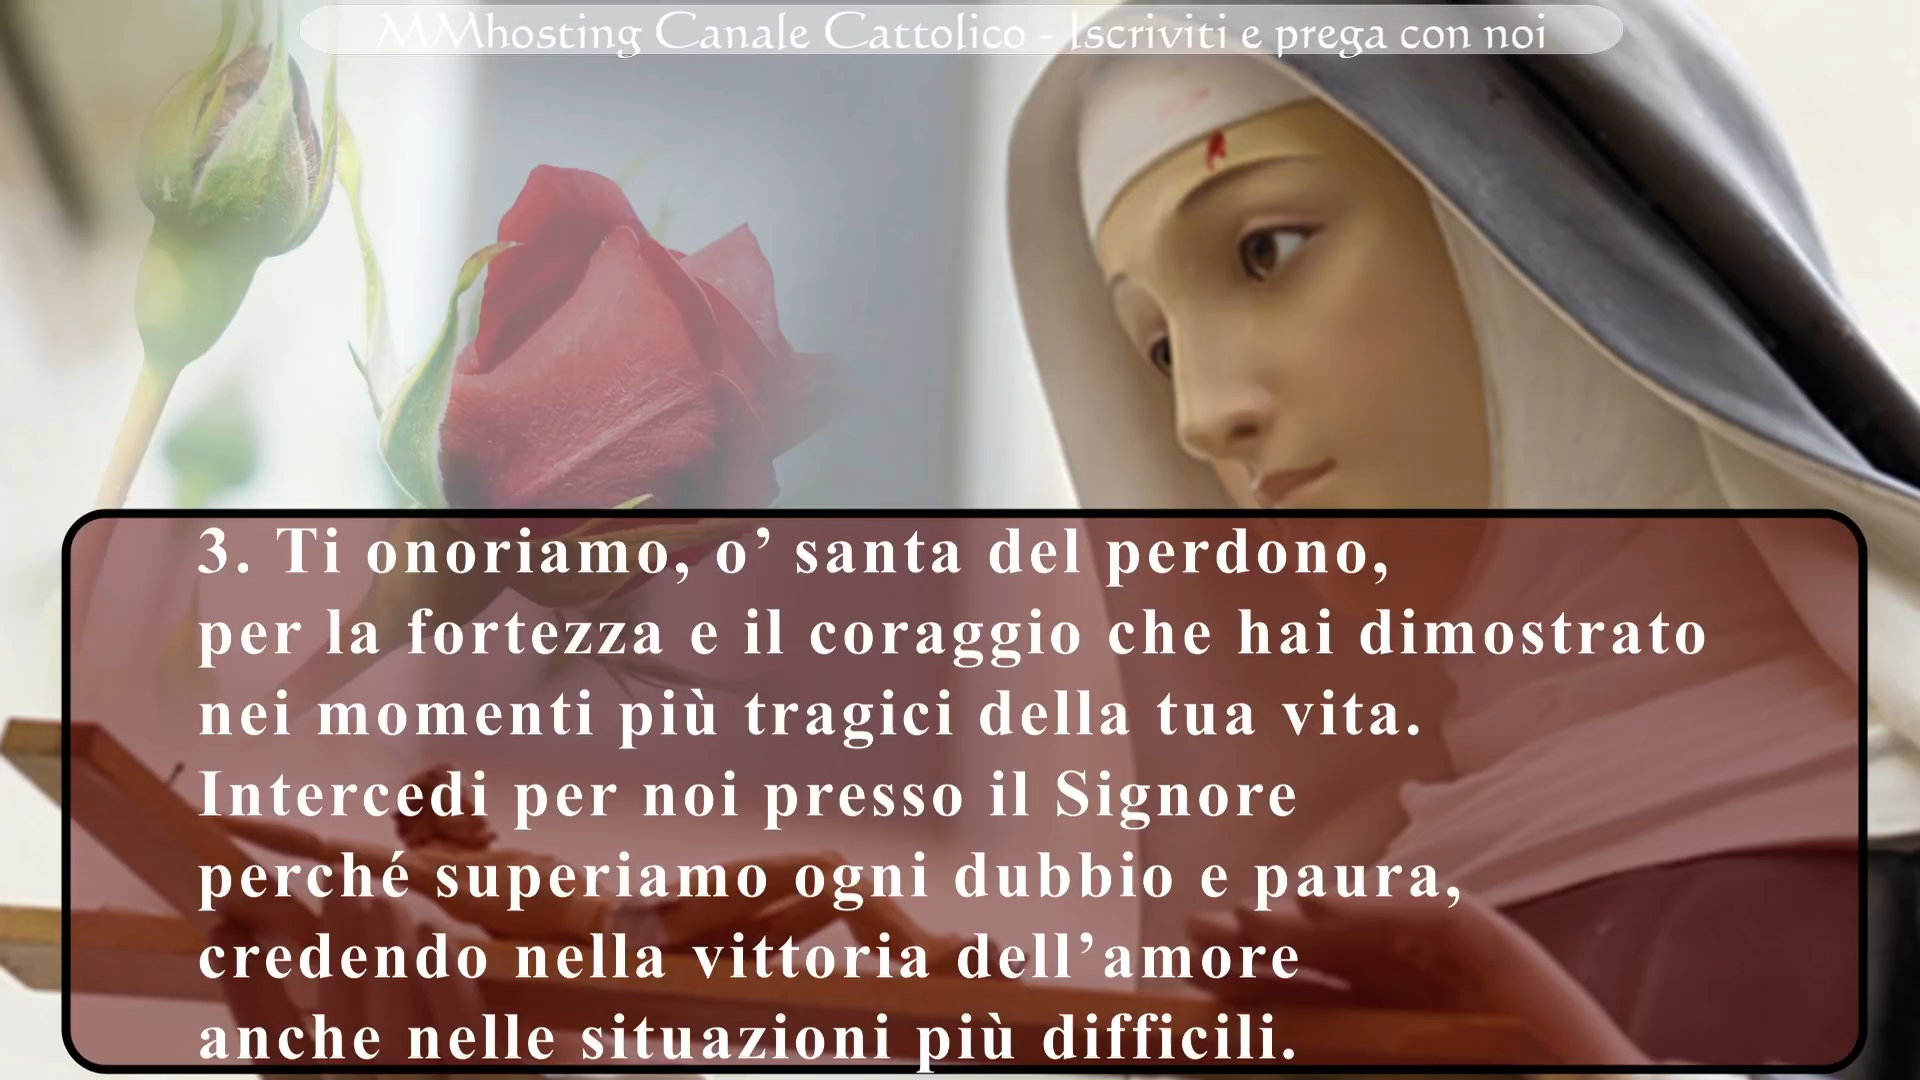 MMhosting Canale Cattolico - Iscriviti e prega con noi
3. Ti onoriamo, o’ santa del perdono,
per la fortezza e il coraggio che hai dimostrato
nei momenti più tragici della tua vita.
Intercedi per noi presso il Signore
perché superiamo ogni dubbio e paura,
credendo nella vittoria dell’amore
anche nelle situazioni più difficili.